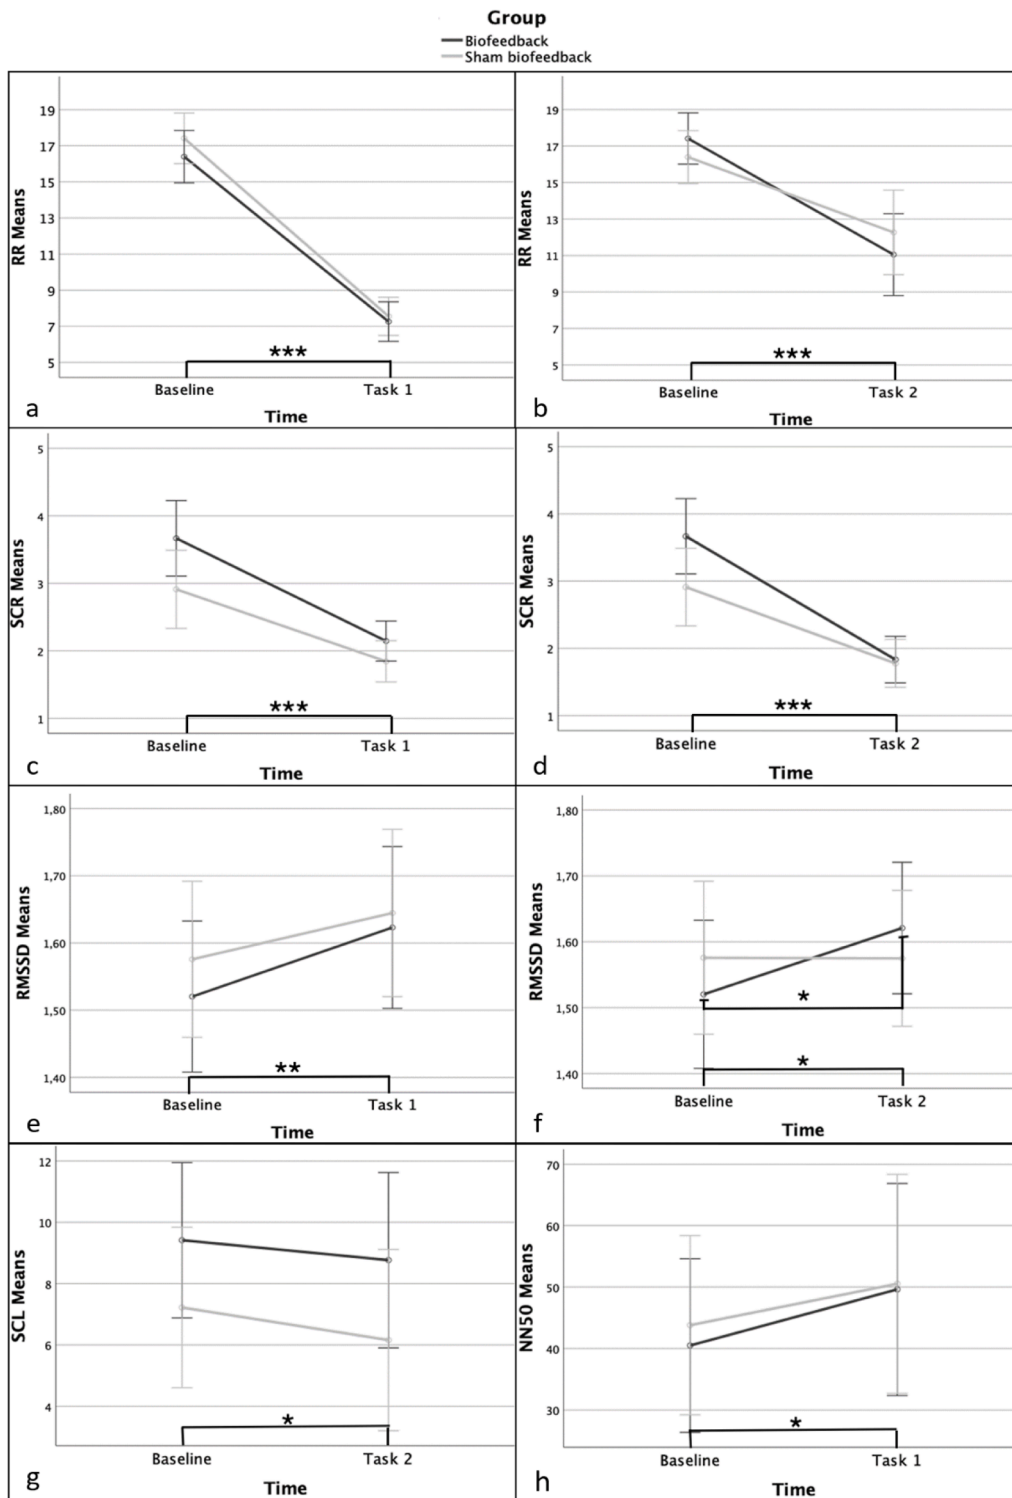 Group
Biofeedback
Sham biofeedback
RR Means
19
17
15
13
11
9
7
5
***
Baseline
Task 1
Time
a
RR Means
19
17
15
13
11
9
7
5
***
Baseline
Task 2
Time
b
SCR Means
5
4
3
2
1
***
Baseline
Task 1
Time
c
SCR Means
5
4
3
2
1
***
Baseline
Task 2
Time
d
RMSSD Means
1,80
1,70
1,60
1,50
1,40
**
Baseline
Task 1
Time
e
RMSSD Means
1,80
1,70
1,60
1,50
1,40
*
*
Baseline
Task 2
Time
f
SCL Means
12
10
8
6
4
*
Baseline
Task 2
Time
g
NN50 Means
70
60
50
40
30
*
Baseline
Task 1
Time
h